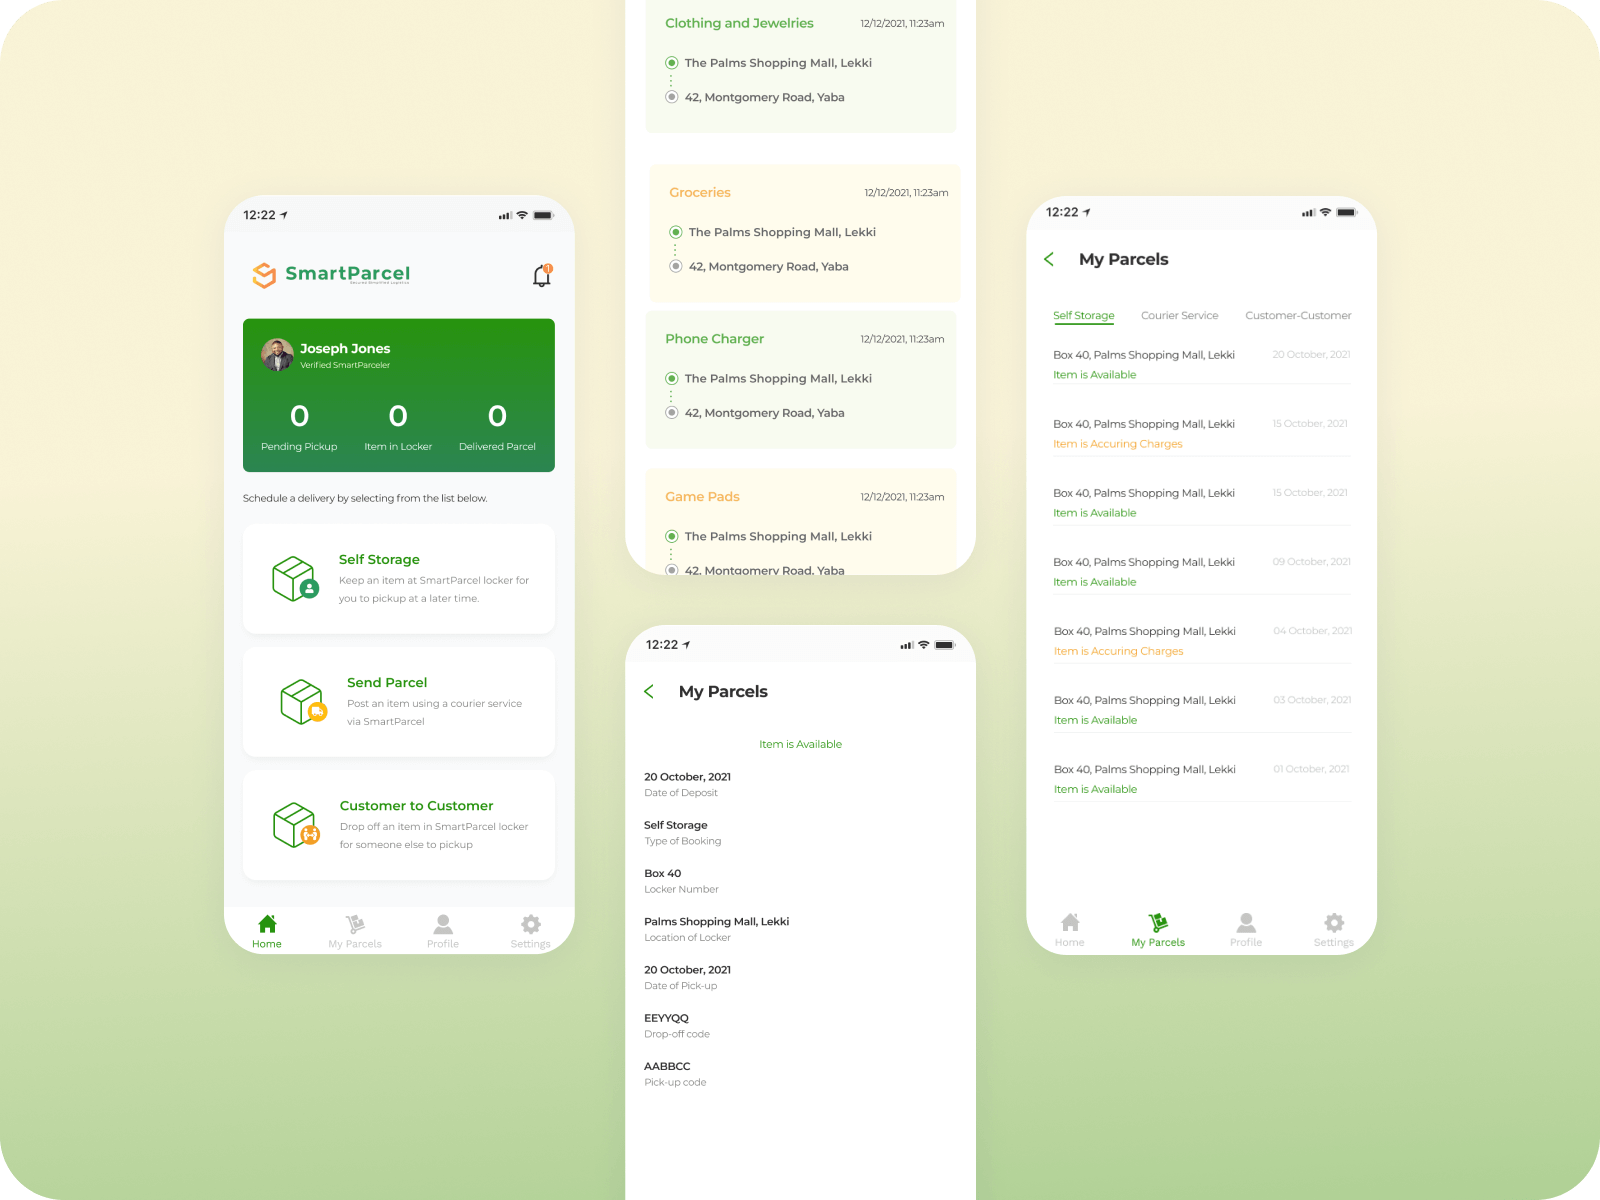 12:22
SmartParcel
Secured Simplified Logistics
1
Joseph Jones
Verified SmartParceler
0 0 0
Pending Pickup Item in Locker Delivered Parcel
Schedule a delivery by selecting from the list below.
Self Storage
Keep an item at SmartParcel locker for
you to pickup at a later time.
Send Parcel
Post an item using a courier service
via SmartParcel
Customer to Customer
Drop off an item in SmartParcel locker
for someone else to pickup
Home My Parcels Profile Settings
Clothing and Jewelries 12/12/2021, 11:23am
The Palms Shopping Mall, Lekki
42, Montgomery Road, Yaba
Groceries 12/12/2021, 11:23am
The Palms Shopping Mall, Lekki
42, Montgomery Road, Yaba
Phone Charger 12/12/2021, 11:23am
The Palms Shopping Mall, Lekki
42, Montgomery Road, Yaba
Game Pads 12/12/2021, 11:23am
The Palms Shopping Mall, Lekki
42, Montgomery Road, Yaba
12:22
My Parcels
Item is Available
20 October, 2021
Date of Deposit
Self Storage
Type of Booking
Box 40
Locker Number
Palms Shopping Mall, Lekki
Location of Locker
20 October, 2021
Date of Pick-up
EEYYQQ
Drop-off code
AABBCC
Pick-up code
12:22
My Parcels
Self Storage Courier Service Customer-Customer
Box 40, Palms Shopping Mall, Lekki 20 October, 2021
Item is Available
Box 40, Palms Shopping Mall, Lekki 15 October, 2021
Item is Accuring Charges
Box 40, Palms Shopping Mall, Lekki 15 October, 2021
Item is Available
Box 40, Palms Shopping Mall, Lekki 09 October, 2021
Item is Available
Box 40, Palms Shopping Mall, Lekki 04 October, 2021
Item is Accuring Charges
Box 40, Palms Shopping Mall, Lekki 03 October, 2021
Item is Available
Box 40, Palms Shopping Mall, Lekki 01 October, 2021
Item is Available
Home My Parcels Profile Settings